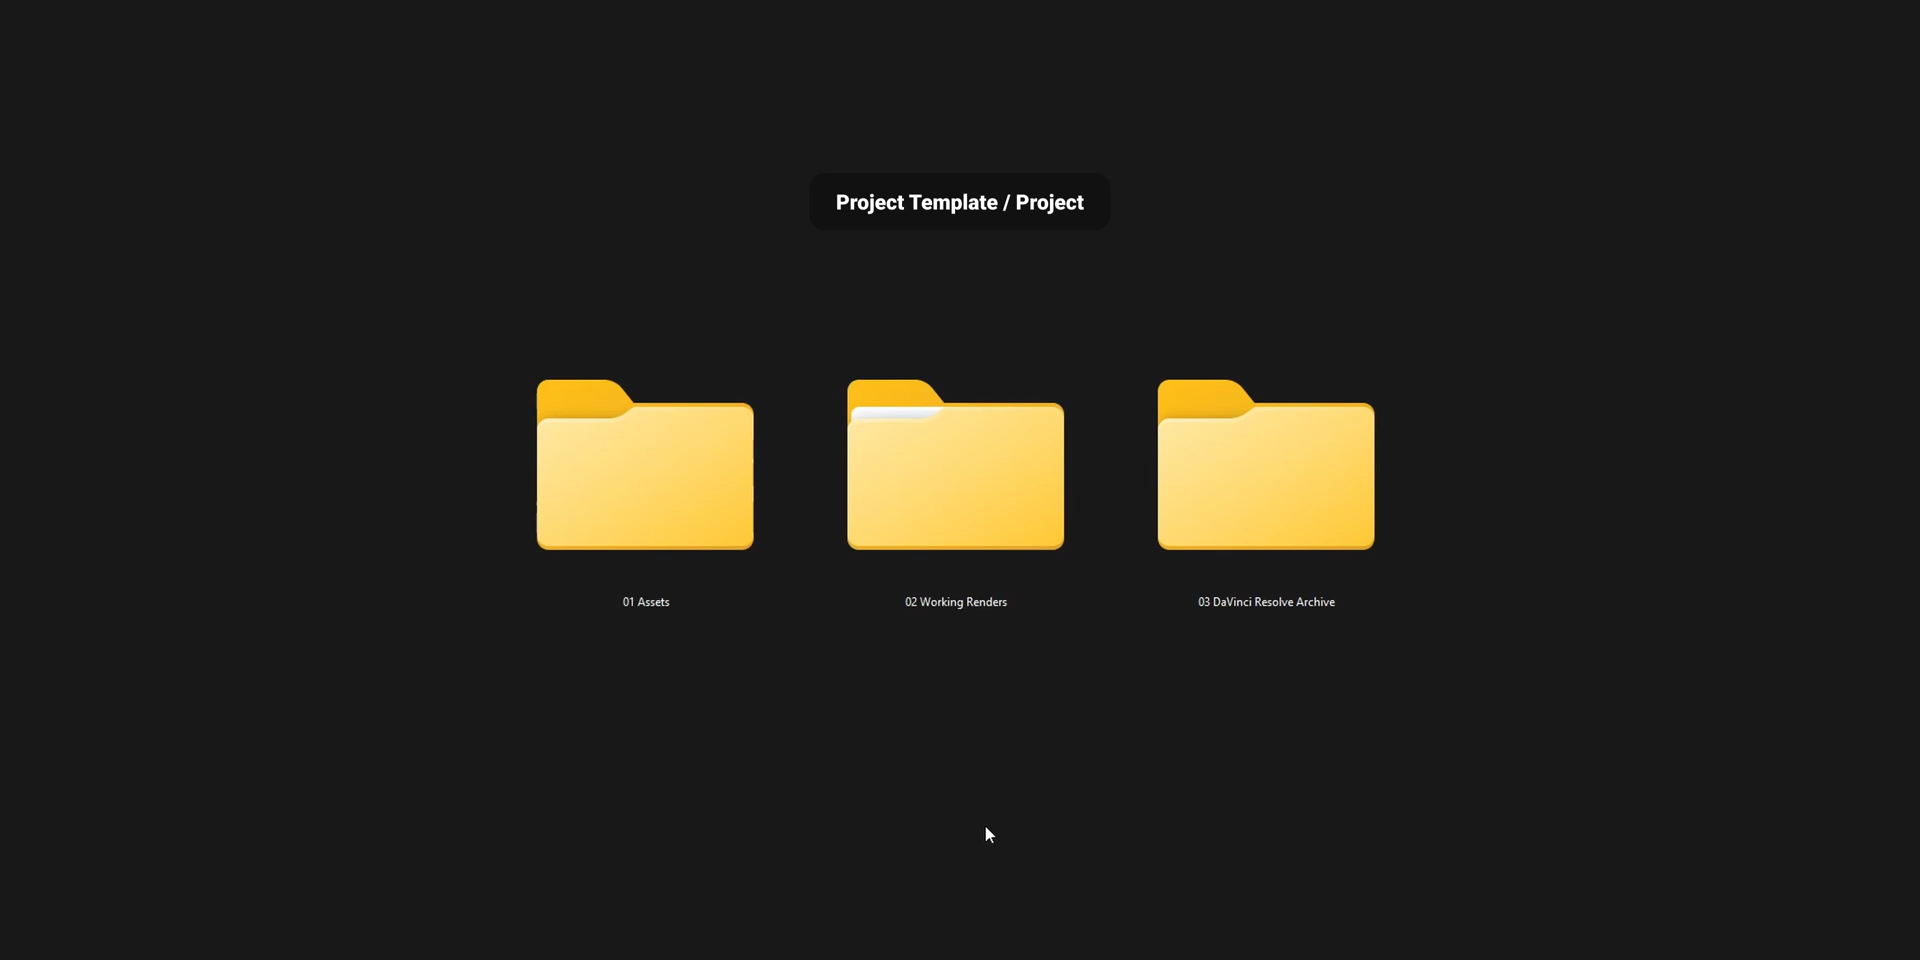 Project Template / Project
01 Assets
02 Working Renders
03 DaVinci Resolve Archive